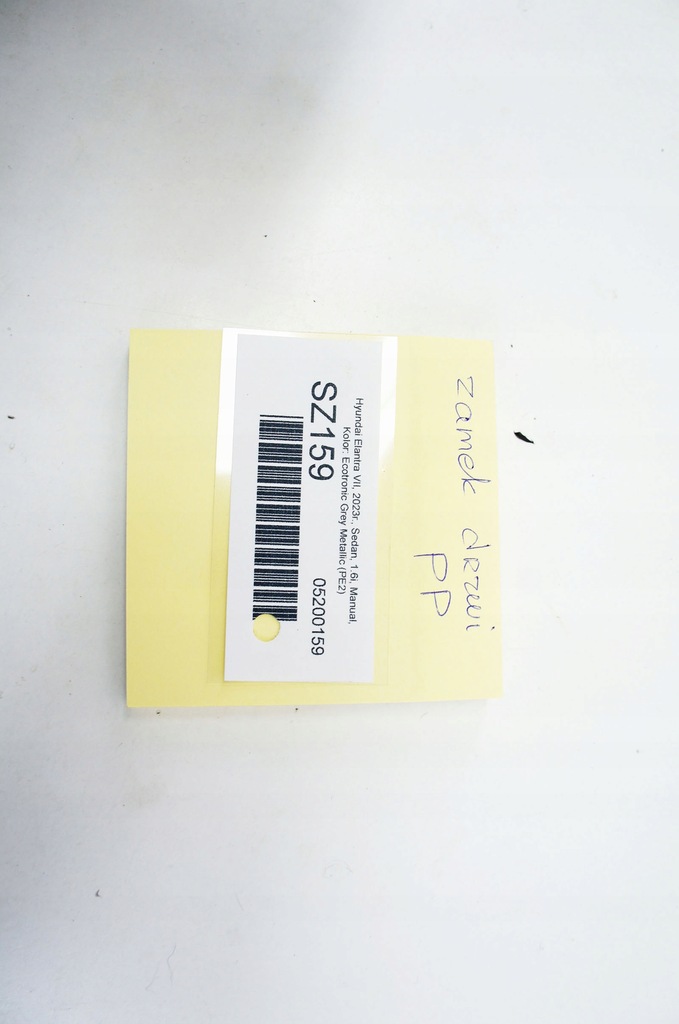 zamek drzwi
PP
Hyundai Elantra VII, 2023r., Sedan, 1.6i, Manual,
Kolor: Ecotronic Grey Metallic (PE2)
SZ159
05200159